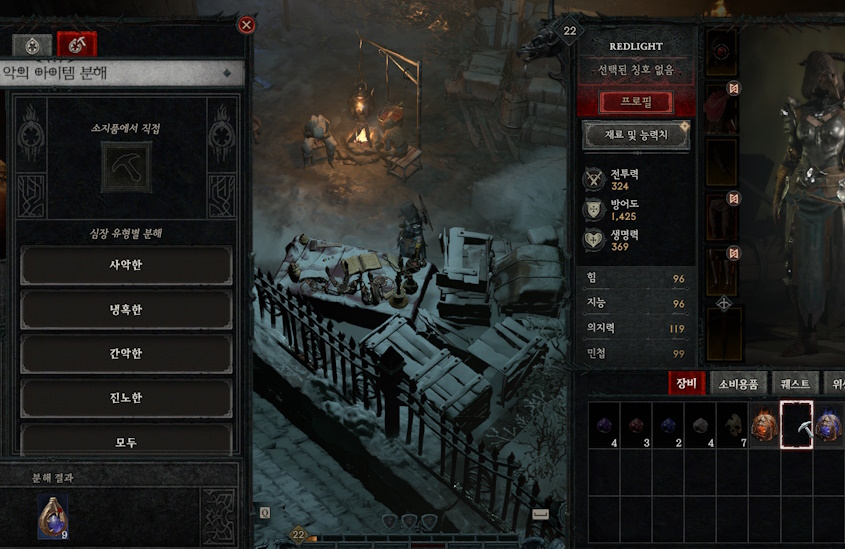 악의 아이템 분해
소지품에서 직접
심장 유형별 분해
사악한
냉혹한
간악한
진노한
모두
분해 결과
9
22
Q
22
REDLIGHT
선택된 칭호 없음
프로필
재료 및 능력치
전투력
324
방어도
1,425
생명력
369
힘 96
지능 96
의지력 119
민첩 99
장비 소비용품 퀘스트
4 3 2 4 7